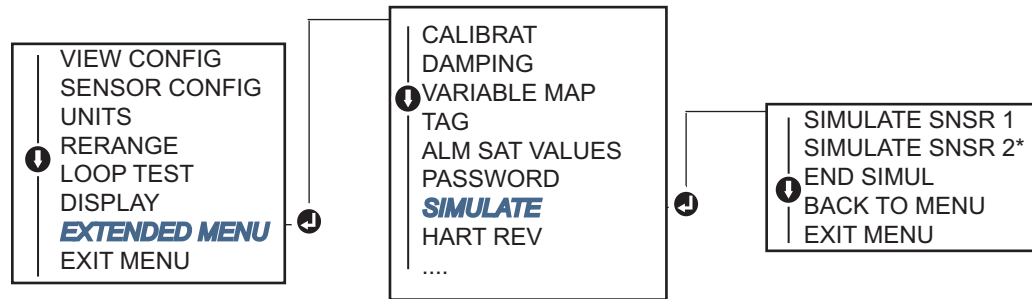 VIEW CONFIG
SENSOR CONFIG
UNITS
RERANGE
LOOP TEST
DISPLAY
EXTENDED MENU
EXIT MENU
CALIBRAT
DAMPING
VARIABLE MAP
TAG
ALM SAT VALUES
PASSWORD
SIMULATE
HART REV
....
SIMULATE SNSR 1
SIMULATE SNSR 2*
END SIMUL
BACK TO MENU
EXIT MENU